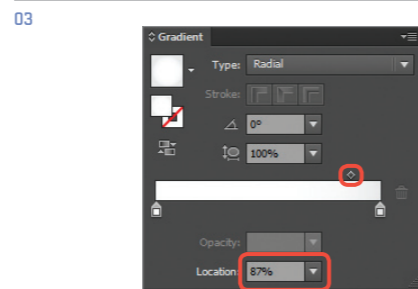 03
Gradient
Type: Radial
Stroke:
0°
100%
Opacity:
Location: 87%